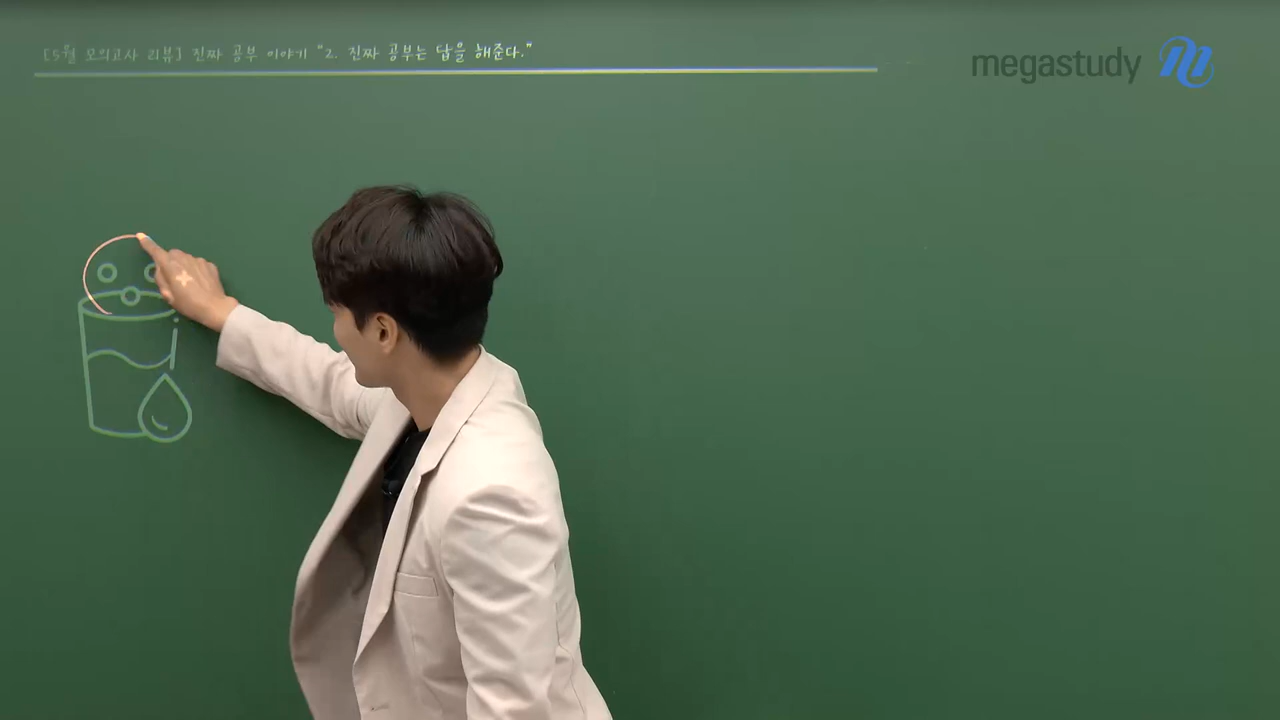 [5월 모의고사 리뷰] 진짜 공부 이야기 "2. 진짜 공부는 답을 해준다."
megastudy